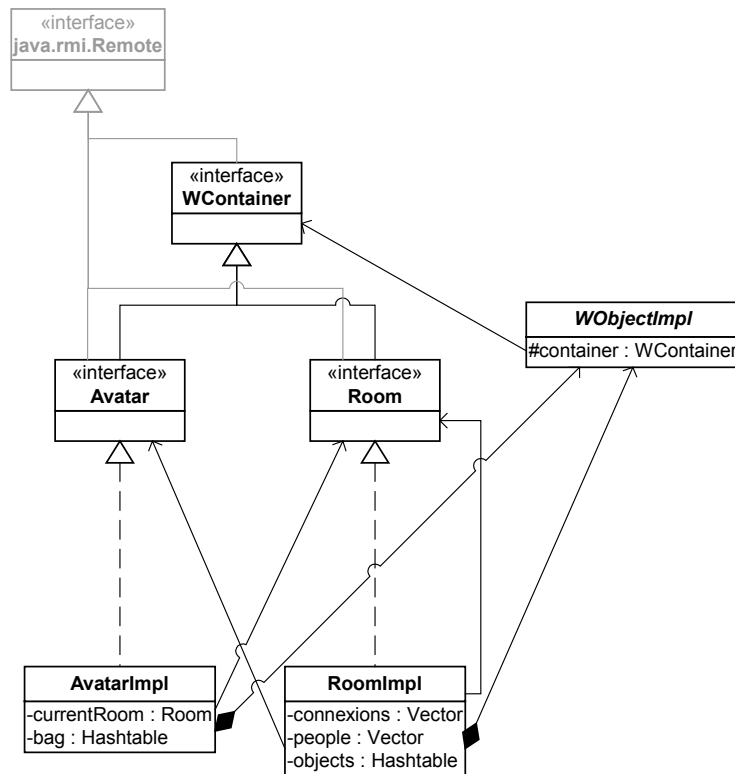 «interface»
java.rmi.Remote
«interface»
WContainer
WObjectImpl
#container : WContainer
«interface»
Avatar
«interface»
Room
AvatarImpl
-currentRoom : Room
-bag : Hashtable
RoomImpl
-connexions : Vector
-people : Vector
-objects : Hashtable